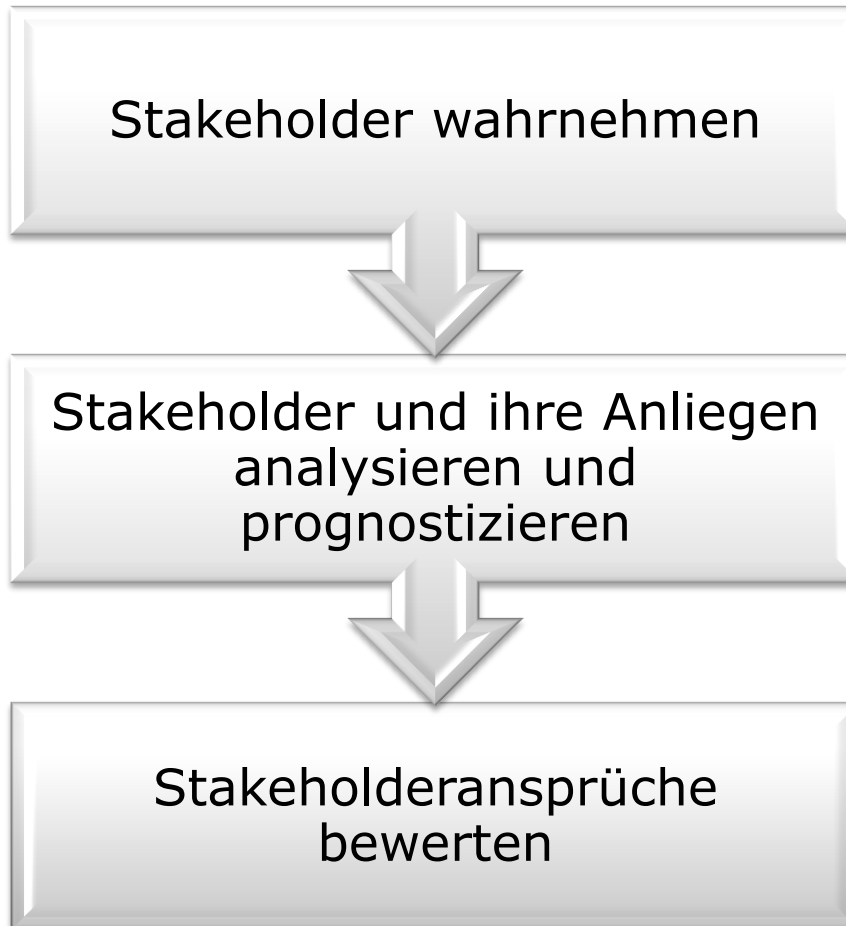 Stakeholder wahrnehmen
Stakeholder und ihre Anliegen
analysieren und
prognostizieren
Stakeholderansprüche
bewerten